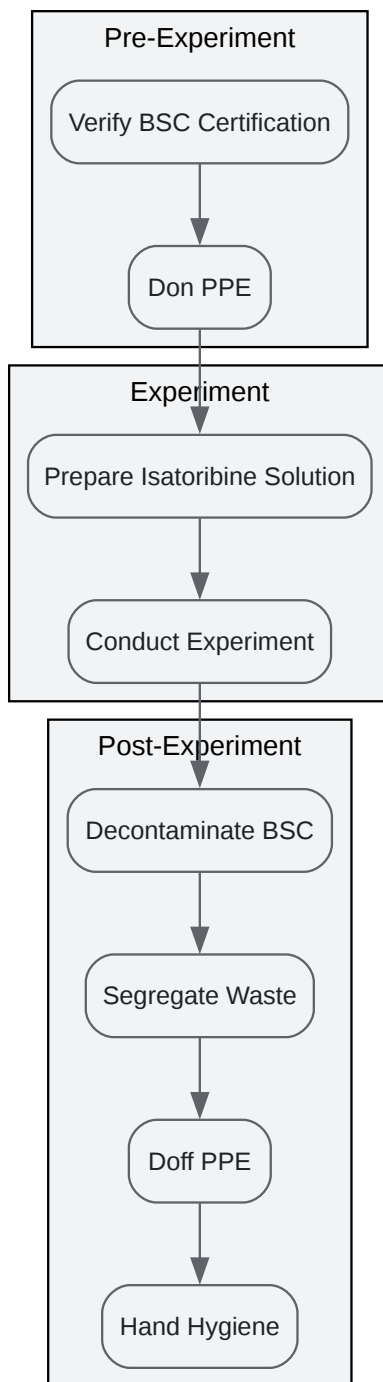 Pre-Experiment
Verify BSC Certification
Don PPE
Experiment
Prepare Isatoribine Solution
Conduct Experiment
Post-Experiment
Decontaminate BSC
Segregate Waste
Doff PPE
Hand Hygiene